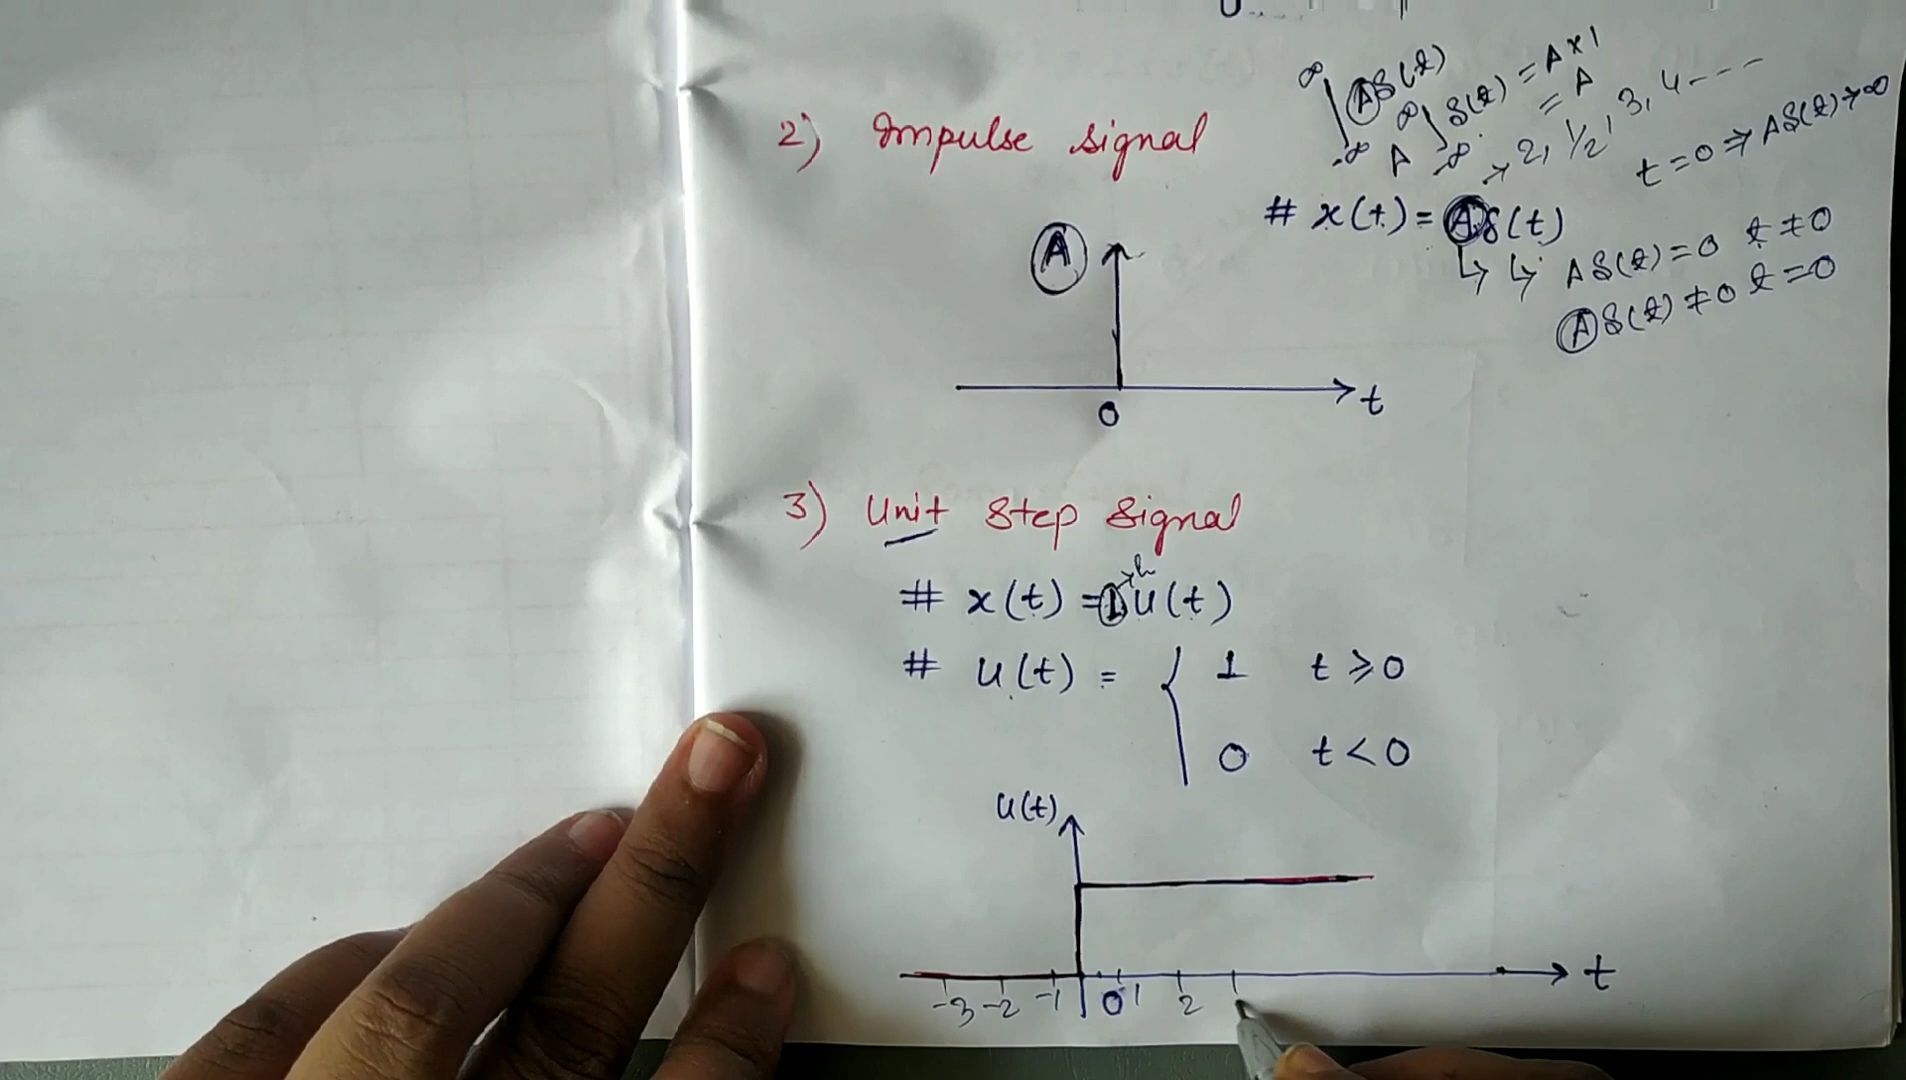 2) Impulse signal
∞ ∫ -∞ A δ(t)
A ∞ ∫ -∞ δ(t) = A × 1
= A
→ 2, 1/2, 3, 4 - - -
t = 0 ⇒ A δ(t) → ∞
# x(t) = A δ(t)
↳ ↳ A δ(t) = 0 t ≠ 0
A δ(t) ≠ 0 t = 0
A
0
t
3) Unit Step Signal
# x(t) = 1 u(t)
# u(t) = { 1 t ⩾ 0
0 t < 0
u(t)
t
-3 -2 -1 0 1 2